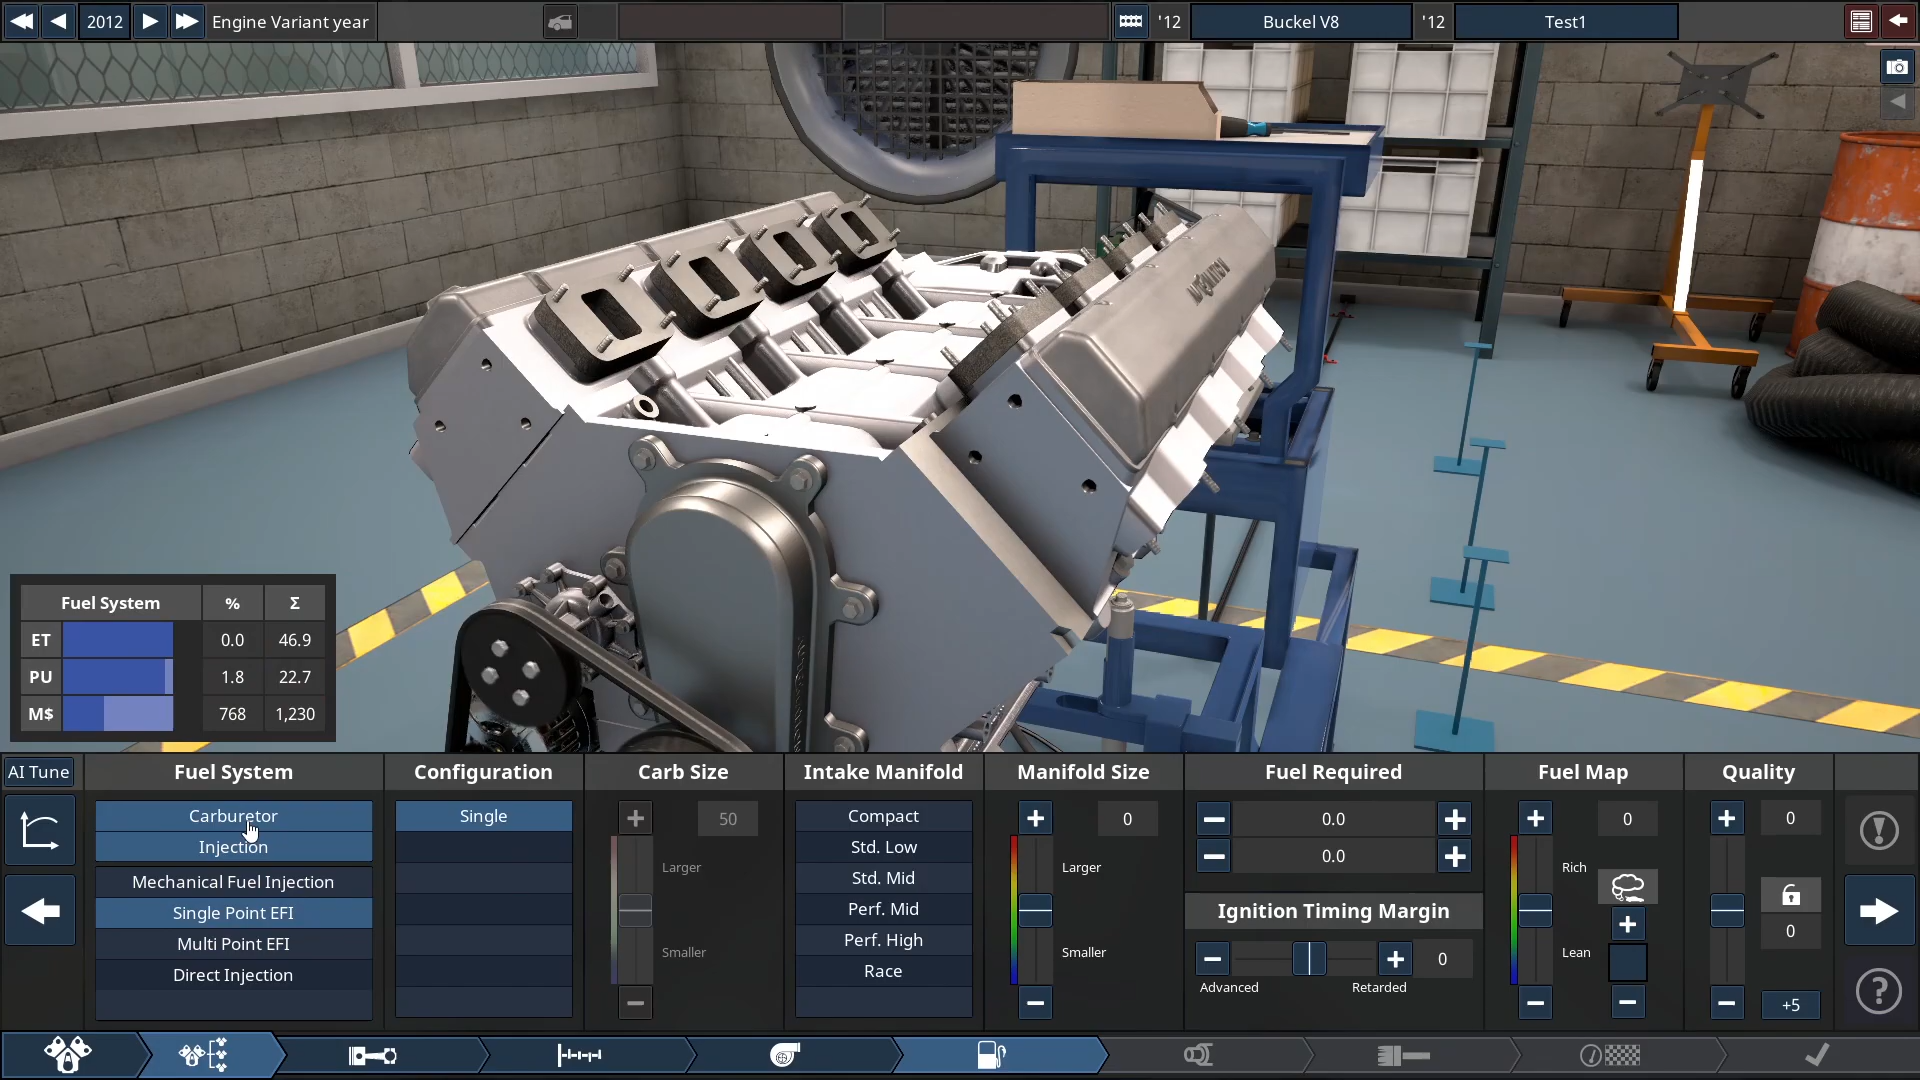 2012 Engine Variant year '12 Buckel V8 '12 Test1
Fuel System % Σ
ET 0.0 46.9
PU 1.8 22.7
M$ 768 1,230
AI Tune Fuel System Configuration Carb Size Intake Manifold Manifold Size Fuel Required Fuel Map Quality
Carburetor Single 50 Compact 0 0.0 0 0
Injection Std. Low 0.0
Larger Larger Rich
Mechanical Fuel Injection Std. Mid
Single Point EFI Perf. Mid Ignition Timing Margin
Multi Point EFI Perf. High 0
Smaller Smaller 0 Lean
Direct Injection Race Advanced Retarded +5